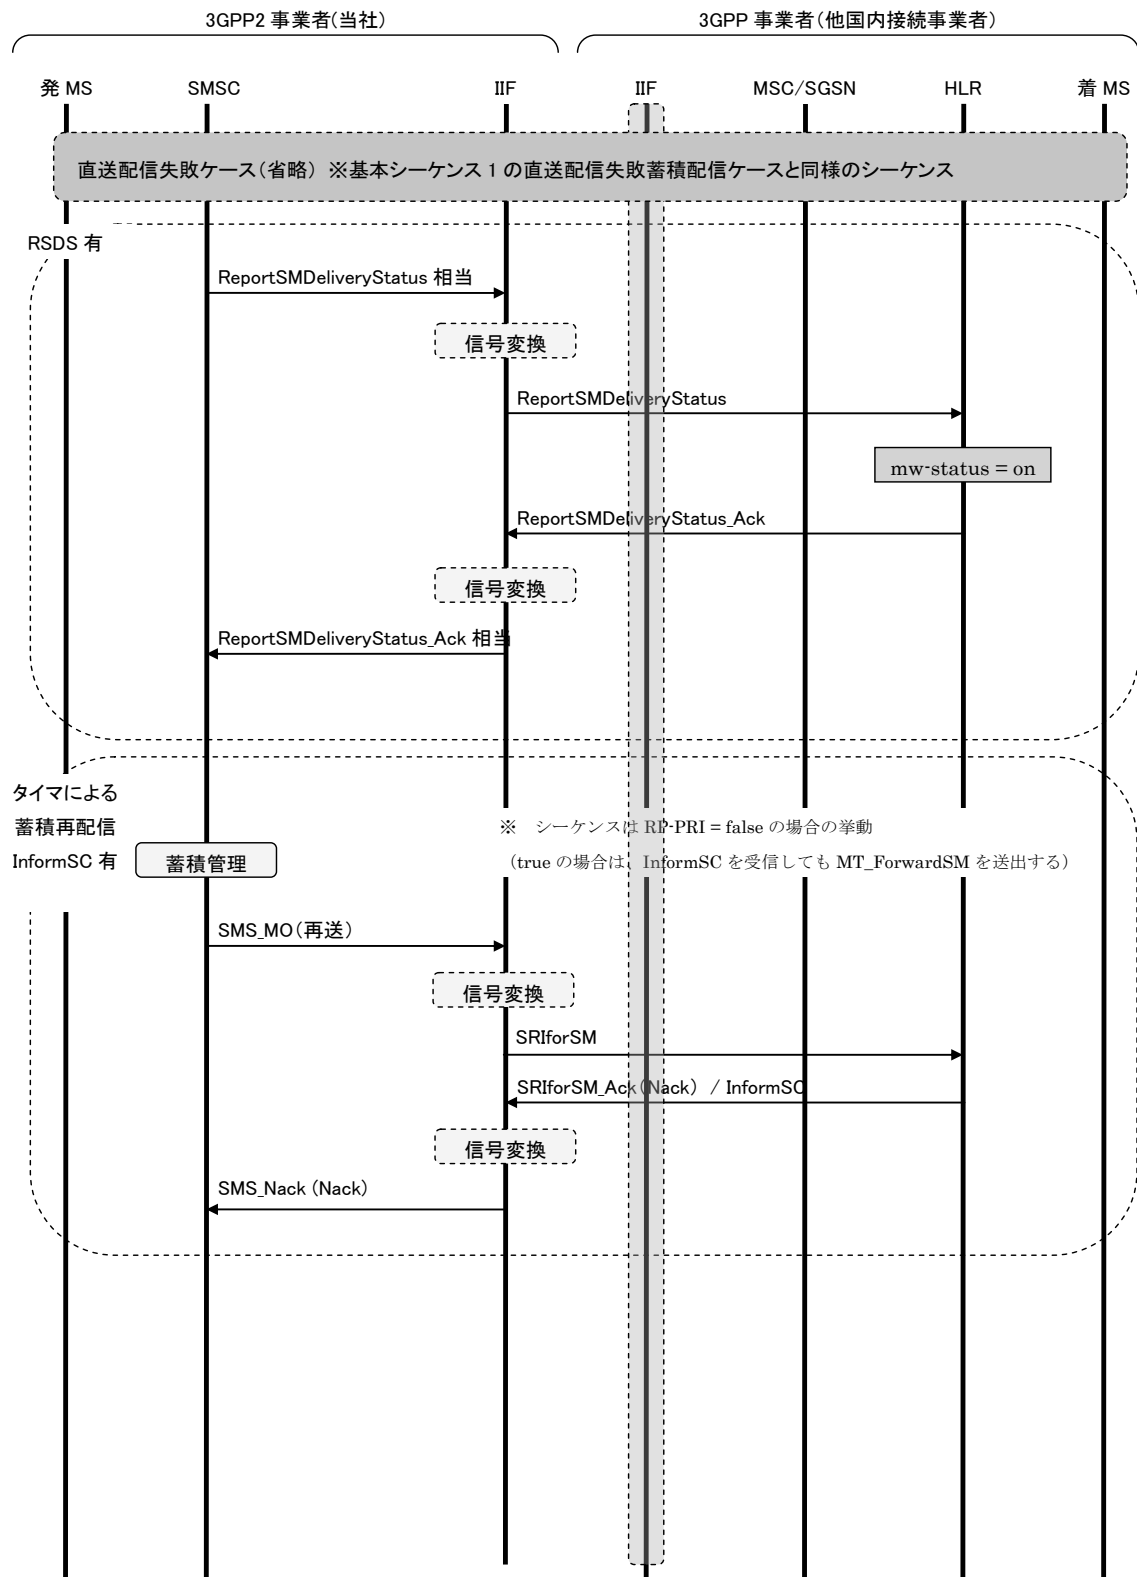 3GPP2 事業者(当社)
3GPP 事業者(他国内接続事業者)
発 MS
SMSC
IIF
IIF
MSC/SGSN
HLR
着 MS
直送配信失敗ケース(省略) ※基本シーケンス 1 の直送配信失敗蓄積配信ケースと同様のシーケンス
RSDS 有
ReportSMDeliveryStatus 相当
信号変換
ReportSMDeliveryStatus
mw-status = on
ReportSMDeliveryStatus_Ack
信号変換
ReportSMDeliveryStatus_Ack 相当
タイマによる
蓄積再配信
InformSC 有
蓄積管理
※ シーケンスは RP-PRI = false の場合の挙動
(true の場合は、InformSC を受信しても MT_ForwardSM を送出する)
SMS_MO(再送)
信号変換
SRIforSM
SRIforSM_Ack(Nack) / InformSC
信号変換
SMS_Nack (Nack)